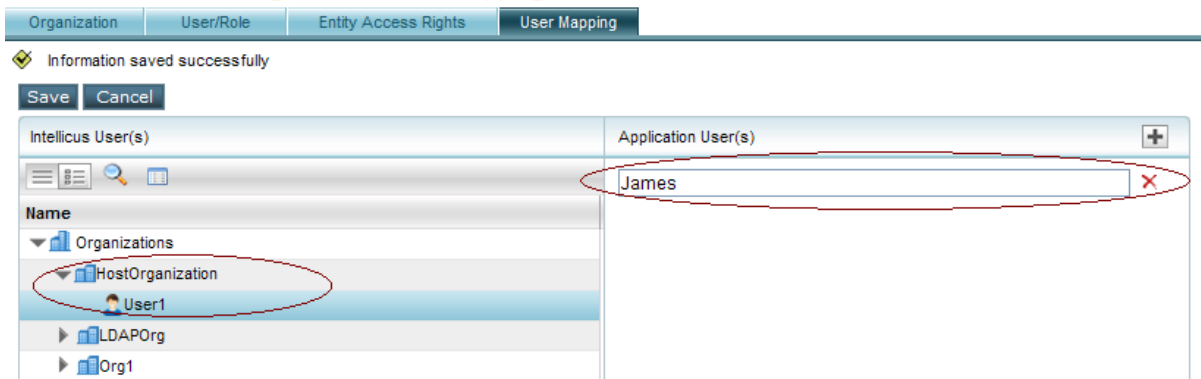 Organization User/Role Entity Access Rights User Mapping
Information saved successfully
Save Cancel
Intellicus User(s) Application User(s)
James
Name
Organizations
HostOrganization
User1
LDAPOrg
Org1